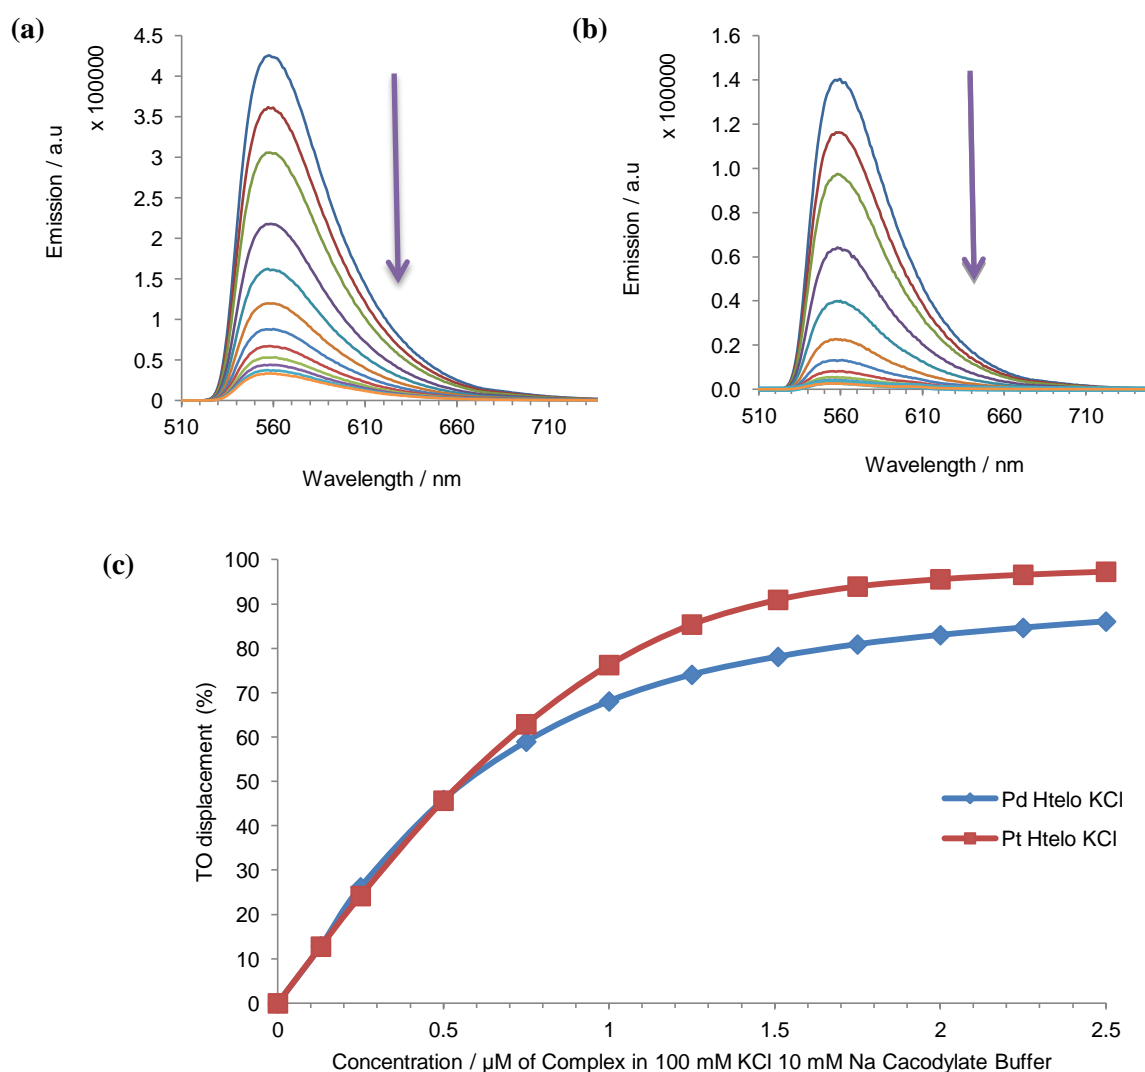 (a)
4.5
4
3.5
3
2.5
2
1.5
1
0.5
0
x 100000
Emission / a.u
510 560 610 660 710
Wavelength / nm
(b)
1.6
1.4
1.2
1.0
0.8
0.6
0.4
0.2
0.0
x 100000
Emission / a.u
510 560 610 660 710
Wavelength / nm
(c)
100
90
80
70
60
50
40
30
20
10
0
TO displacement (%)
0 0.5 1 1.5 2 2.5
Concentration / µM of Complex in 100 mM KCl 10 mM Na Cacodylate Buffer
Pd Htelo KCl
Pt Htelo KCl